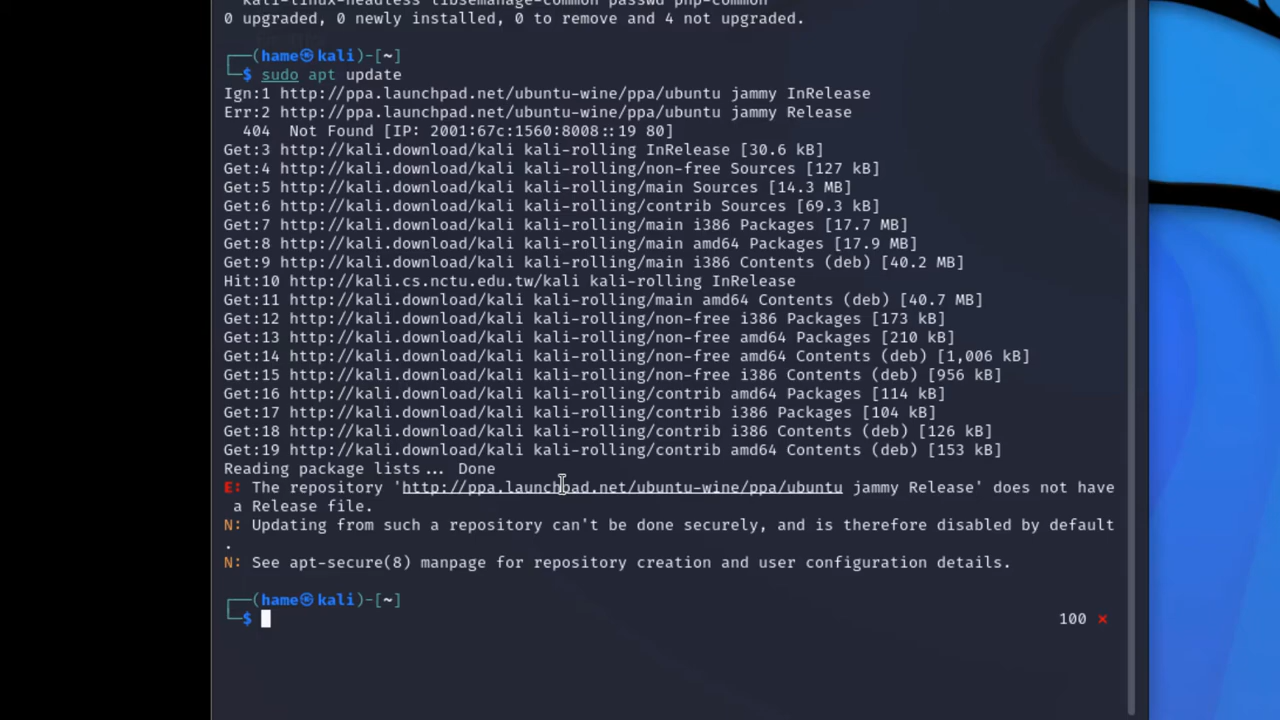 kali-linux-headless libsemanage-common passwd php-common
0 upgraded, 0 newly installed, 0 to remove and 4 not upgraded.
┌──(hame㉿kali)-[~]
└─$ sudo apt update
Ign:1 http://ppa.launchpad.net/ubuntu-wine/ppa/ubuntu jammy InRelease
Err:2 http://ppa.launchpad.net/ubuntu-wine/ppa/ubuntu jammy Release
404  Not Found [IP: 2001:67c:1560:8008::19 80]
Get:3 http://kali.download/kali kali-rolling InRelease [30.6 kB]
Get:4 http://kali.download/kali kali-rolling/non-free Sources [127 kB]
Get:5 http://kali.download/kali kali-rolling/main Sources [14.3 MB]
Get:6 http://kali.download/kali kali-rolling/contrib Sources [69.3 kB]
Get:7 http://kali.download/kali kali-rolling/main i386 Packages [17.7 MB]
Get:8 http://kali.download/kali kali-rolling/main amd64 Packages [17.9 MB]
Get:9 http://kali.download/kali kali-rolling/main i386 Contents (deb) [40.2 MB]
Hit:10 http://kali.cs.nctu.edu.tw/kali kali-rolling InRelease
Get:11 http://kali.download/kali kali-rolling/main amd64 Contents (deb) [40.7 MB]
Get:12 http://kali.download/kali kali-rolling/non-free i386 Packages [173 kB]
Get:13 http://kali.download/kali kali-rolling/non-free amd64 Packages [210 kB]
Get:14 http://kali.download/kali kali-rolling/non-free amd64 Contents (deb) [1,006 kB]
Get:15 http://kali.download/kali kali-rolling/non-free i386 Contents (deb) [956 kB]
Get:16 http://kali.download/kali kali-rolling/contrib amd64 Packages [114 kB]
Get:17 http://kali.download/kali kali-rolling/contrib i386 Packages [104 kB]
Get:18 http://kali.download/kali kali-rolling/contrib i386 Contents (deb) [126 kB]
Get:19 http://kali.download/kali kali-rolling/contrib amd64 Contents (deb) [153 kB]
Reading package lists... Done
E: The repository 'http://ppa.launchpad.net/ubuntu-wine/ppa/ubuntu jammy Release' does not have
a Release file.
N: Updating from such a repository can't be done securely, and is therefore disabled by default
.
N: See apt-secure(8) manpage for repository creation and user configuration details.
┌──(hame㉿kali)-[~]
└─$ 100 ⨯